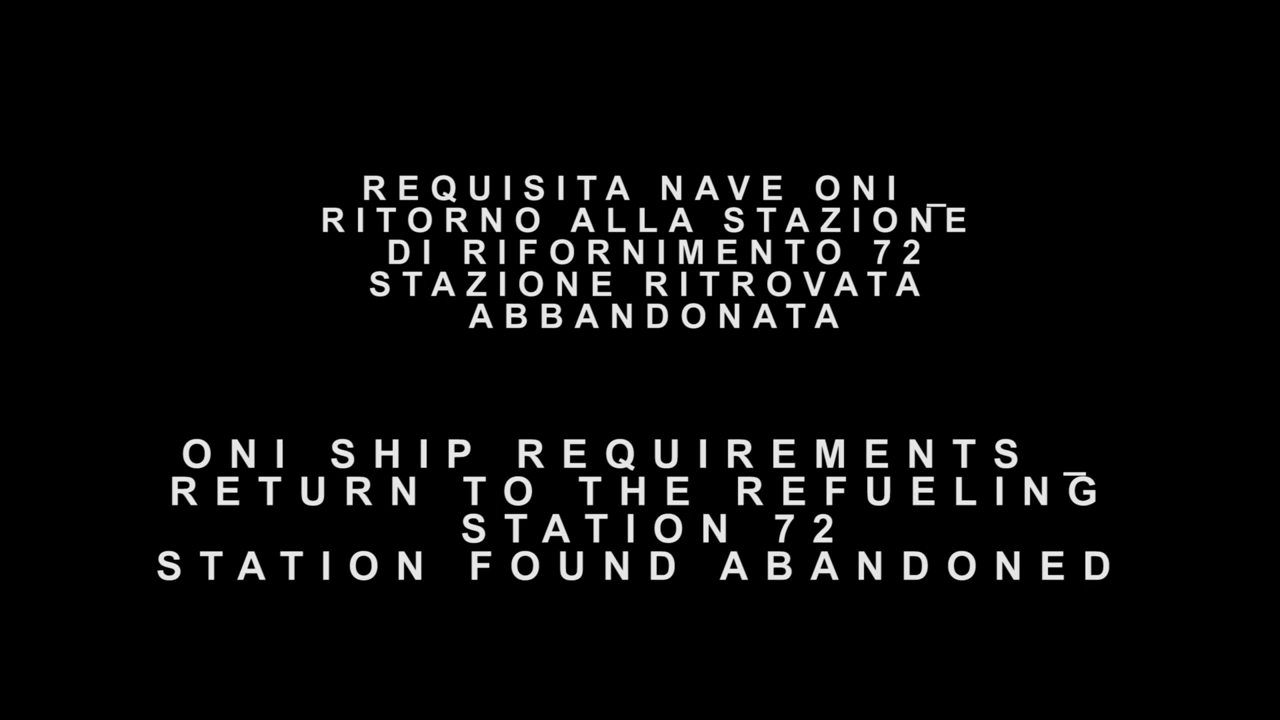 REQUISITA NAVE ONI _
RITORNO ALLA STAZIONE
DI RIFORNIMENTO 72
STAZIONE RITROVATA
ABBANDONATA
ONI SHIP REQUIREMENTS _
RETURN TO THE REFUELING
STATION 72
STATION FOUND ABANDONED